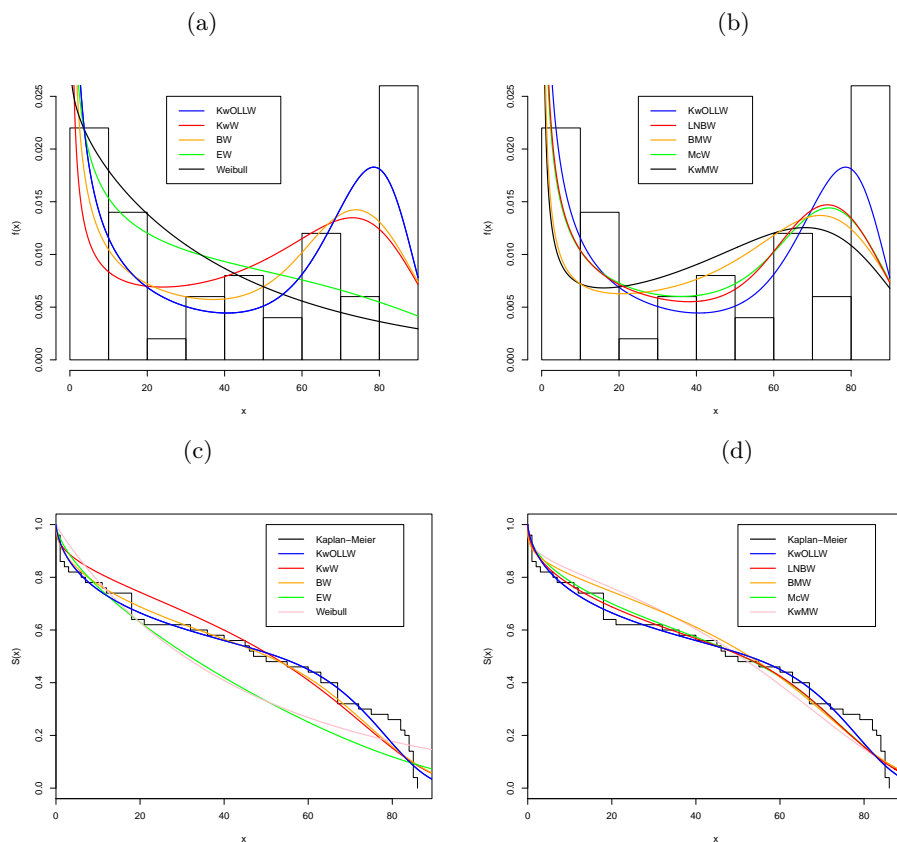 (a)
f(x)
0.000
0.005
0.010
0.015
0.020
0.025
0
20
40
60
80
x
KwOLLW
KwW
BW
EW
Weibull
(b)
f(x)
0.000
0.005
0.010
0.015
0.020
0.025
0
20
40
60
80
x
KwOLLW
LNBW
BMW
McW
KwMW
(c)
S(x)
0.0
0.2
0.4
0.6
0.8
1.0
0
20
40
60
80
x
Kaplan-Meier
KwOLLW
KwW
BW
EW
Weibull
(d)
S(x)
0.0
0.2
0.4
0.6
0.8
1.0
0
20
40
60
80
x
Kaplan-Meier
KwOLLW
LNBW
BMW
McW
KwMW